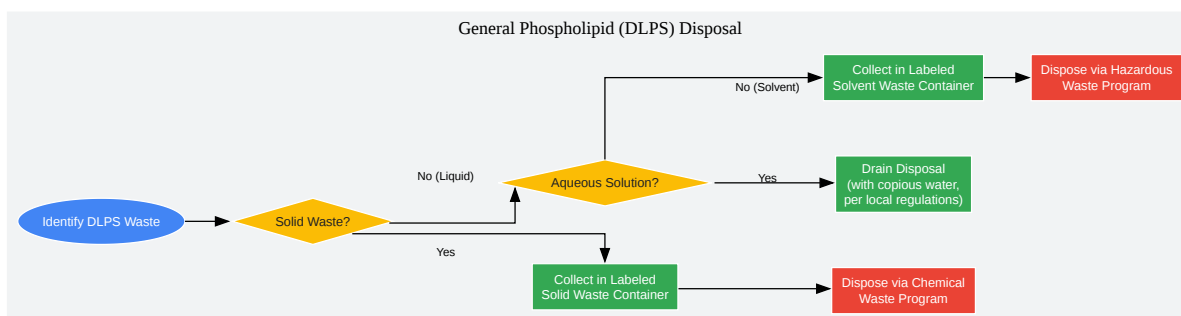 General Phospholipid (DLPS) Disposal
Collect in Labeled
Solvent Waste Container
Dispose via Hazardous
Waste Program
No (Solvent)
No (Liquid)
Aqueous Solution?
Yes
Drain Disposal
(with copious water,
per local regulations)
Identify DLPS Waste
Solid Waste?
Yes
Collect in Labeled
Solid Waste Container
Dispose via Chemical
Waste Program